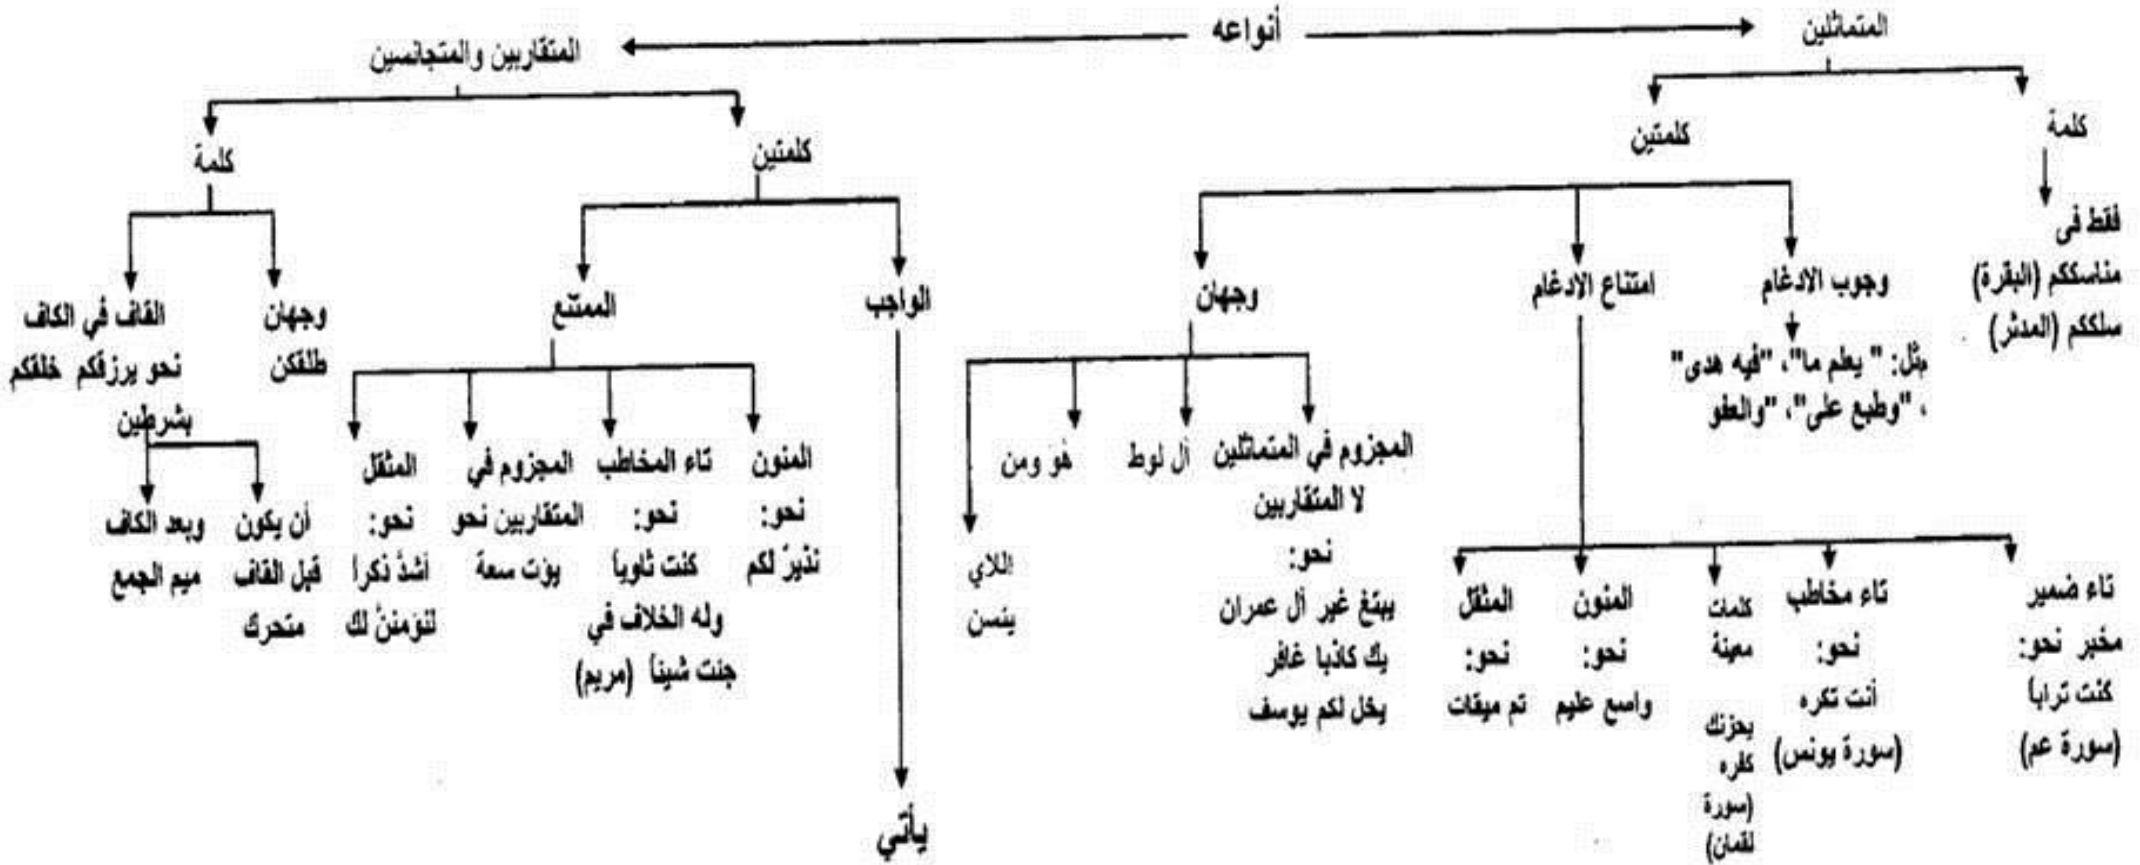 أنواعه
المتماثلين
كلمة
فقط فى
مناسككم (البقرة)
سلككم (المدثر)
كلمتين
وجوب الادغام
مثل: "يعلم ما"، "فيه هدى"
، "وطبع على"، "والعفو
امتناع الادغام
تاء ضمير
مخبر نحو:
كنت تراباً
(سورة عم)
تاء مخاطب
نحو:
أنت تكره
(سورة يونس)
كلمات
معينة
يحزنك
كفره
(سورة
لقمان)
المنون
نحو:
واسع عليم
المثقل
نحو:
تم ميقات
وجهان
المجزوم في المتماثلين
لا المتقاربين
نحو:
يبتغ غير آل عمران
يك كاذبا غافر
يخل لكم يوسف
آل لوط
هو ومن
اللاي
يئسن
المتقاربين والمتجانسين
كلمتين
الواجب
يأتي
الممتنع
المنون
نحو:
نذيرٌ لكم
تاء المخاطب
نحو:
كنت ثاوياً
وله الخلاف في
جئت شيئاً (مريم)
المجزوم في
المتقاربين نحو
يؤت سعة
المثقل
نحو:
أشدّ ذكرا
لنؤمننّ لك
كلمة
وجهان
طلقكن
القاف في الكاف
نحو يرزقكم خلقكم
بشرطين
أن يكون
قبل القاف
متحرك
وبعد الكاف
ميم الجمع